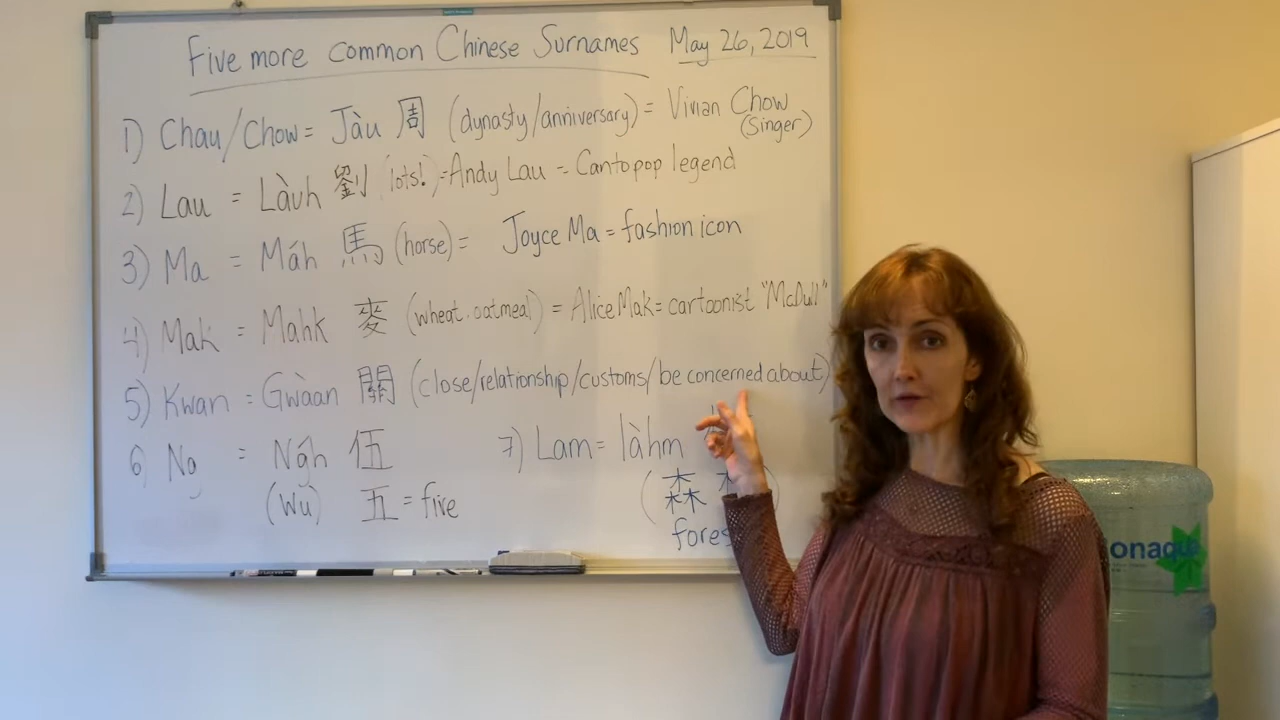 Five more common Chinese Surnames May 26, 2019
1) Chau/Chow = Jàu 周 (dynasty/anniversary) = Vivian Chow
(Singer)
2) Lau = Làuh 劉 (lots!) = Andy Lau = Cantopop legend
3) Ma = Máh 馬 (horse) = Joyce Ma = fashion icon
4) Mak = Mahk 麥 (wheat. oatmeal) = Alice Mak = cartoonist "McDull"
5) Kwan = Gwàan 關 (close/relationship/customs/be concerned about)
6) Ng = Ńgh 伍 7) Lam = làhm
(Wu) 五 = five (森
fores
onaqua